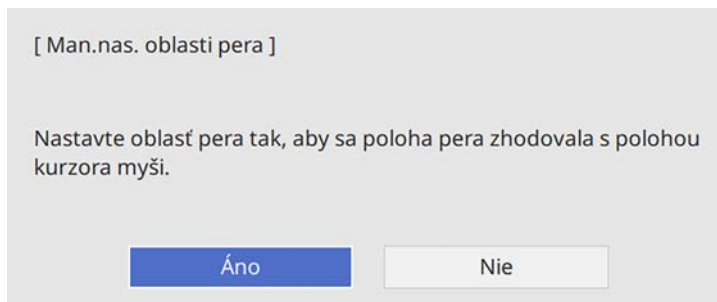 [ Man.nas. oblasti pera ]
Nastavte oblasť pera tak, aby sa poloha pera zhodovala s polohou
kurzora myši.
Áno
Nie